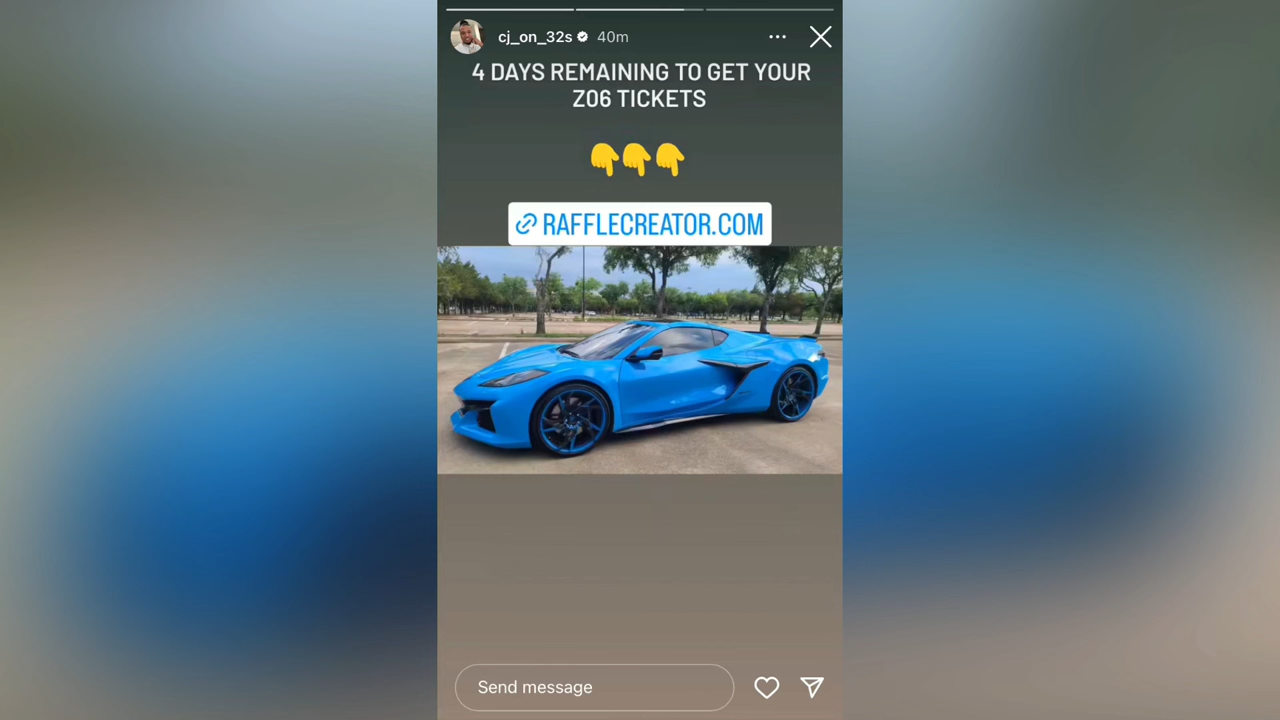 cj_on_32s 40m
4 DAYS REMAINING TO GET YOUR
Z06 TICKETS
👇👇👇
RAFFLECREATOR.COM
Send message